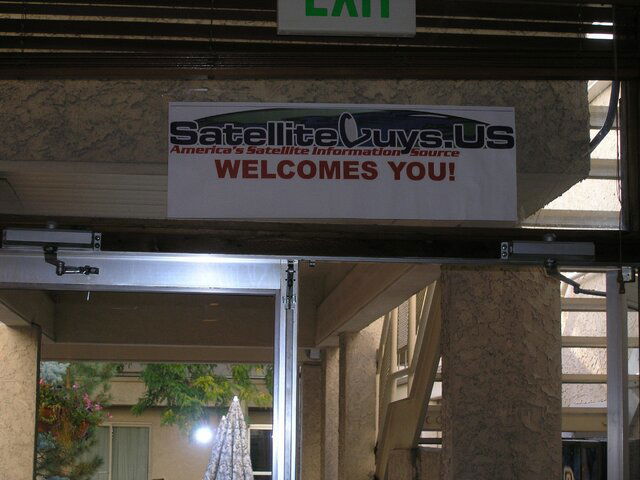 EXIT
SatelliteGuys.US
America's Satellite Information Source
WELCOMES YOU!